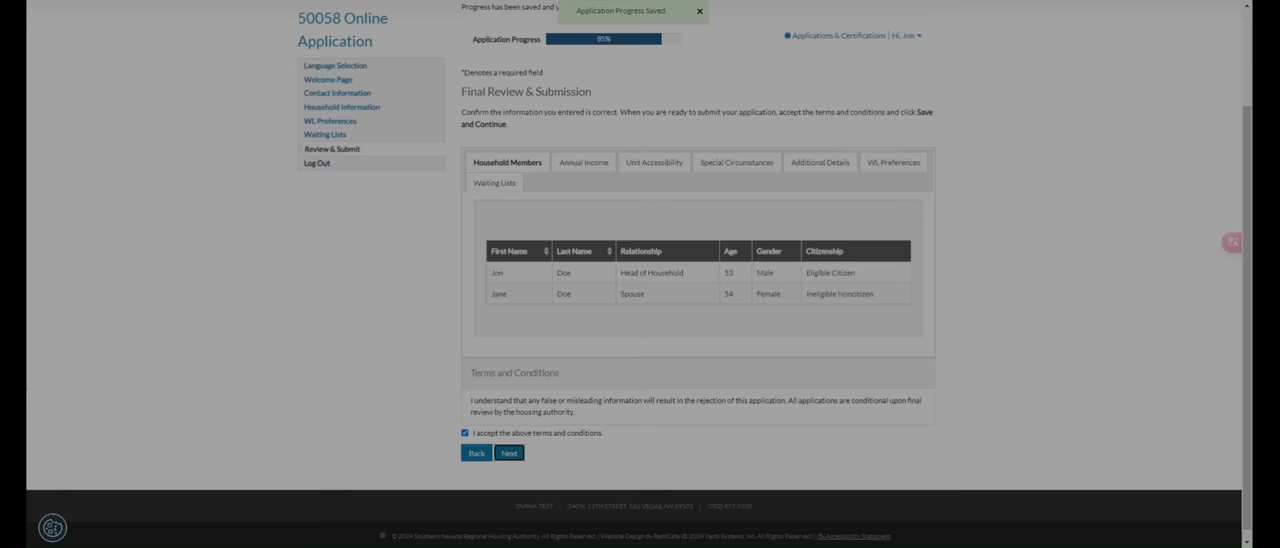 50058 Online
Application
Language Selection
Welcome Page
Contact Information
Household Information
WL Preferences
Waiting Lists
Review & Submit
Log Out
Progress has been saved and
Application Progress Saved.
Application Progress 85%
Applications & Certifications | Hi, Jon
*Denotes a required field
Final Review & Submission
Confirm the information you entered is correct. When you are ready to submit your application, accept the terms and conditions and click Save
and Continue.
Household Members Annual Income Unit Accessibility Special Circumstances Additional Details WL Preferences
Waiting Lists
First Name Last Name Relationship Age Gender Citizenship
Jon Doe Head of Household 53 Male Eligible Citizen
Jane Doe Spouse 54 Female Ineligible Noncitizen
Terms and Conditions
I understand that any false or misleading information will result in the rejection of this application. All applications are conditional upon final
review by the housing authority.
I accept the above terms and conditions.
Back Next
TEST | 340 N. 11TH STREET LAS VEGAS, NV 89101 | (702) 477-3100
© 2024 Southern Nevada Regional Housing Authority. All Rights Reserved. | Website Design by RentCafe (© 2024 Yardi Systems, Inc. All Rights Reserved.) | Accessibility Statement